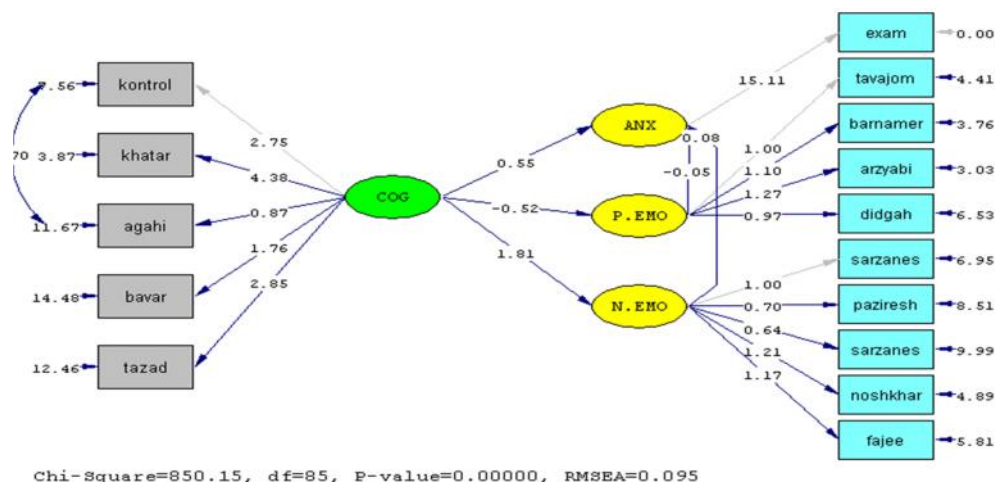 exam
0.00
15.11
7.56
kontrol
tavajom
4.41
2.75
ANX
0.08
barnamer
3.76
70
3.87
khatar
1.00
4.38
0.55
1.10
arzyabi
3.03
COG
-0.05
1.27
11.67
agahi
0.87
-0.52
P.EMO
0.97
didgah
6.53
1.76
1.81
sarzanes
6.95
2.85
1.00
14.48
bavar
N.EMO
0.70
pazires​h
8.51
0.64
sarzanes
9.99
12.46
tazad
1.21
1.17
noshkhar
4.89
fajee
5.81
Chi-Square=850.15, df=85, P-value=0.00000, RMSEA=0.095